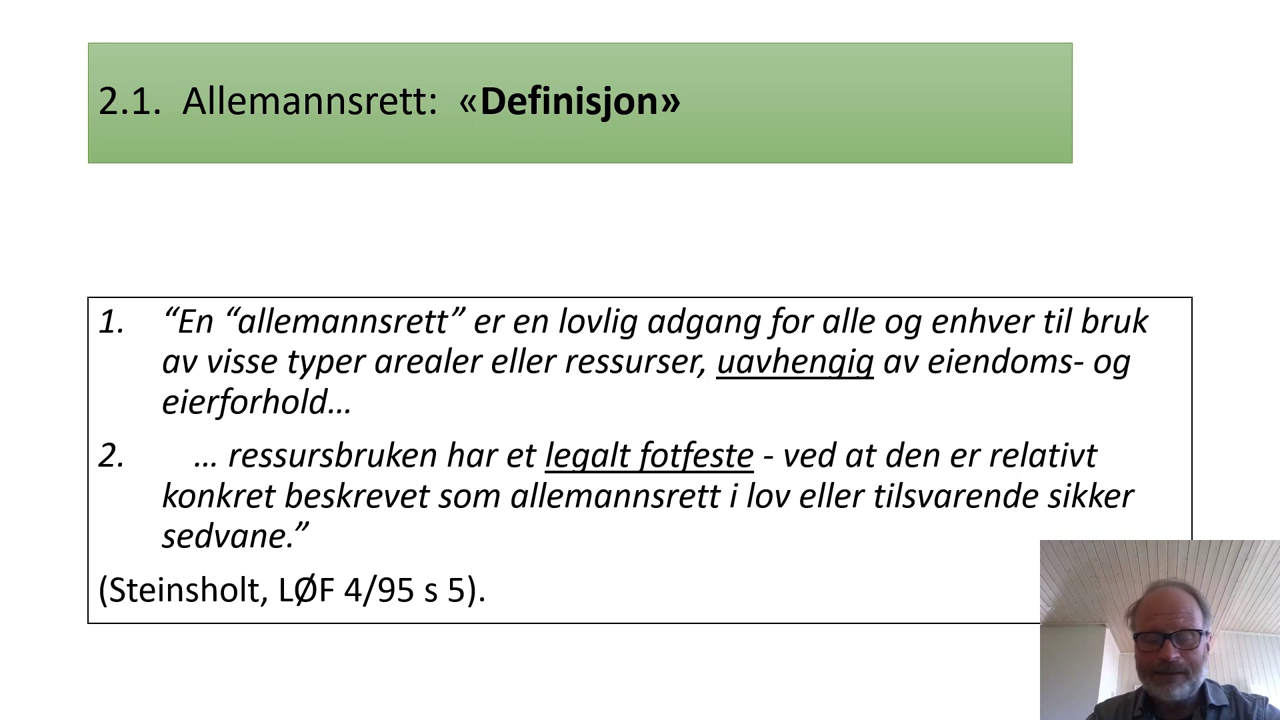 2.1. Allemannsrett: «Definisjon»
1. “En “allemannsrett” er en lovlig adgang for alle og enhver til bruk
av visse typer arealer eller ressurser, uavhengig av eiendoms- og
eierforhold…
2. … ressursbruken har et legalt fotfeste - ved at den er relativt
konkret beskrevet som allemannsrett i lov eller tilsvarende sikker
sedvane.”
(Steinsholt, LØF 4/95 s 5).